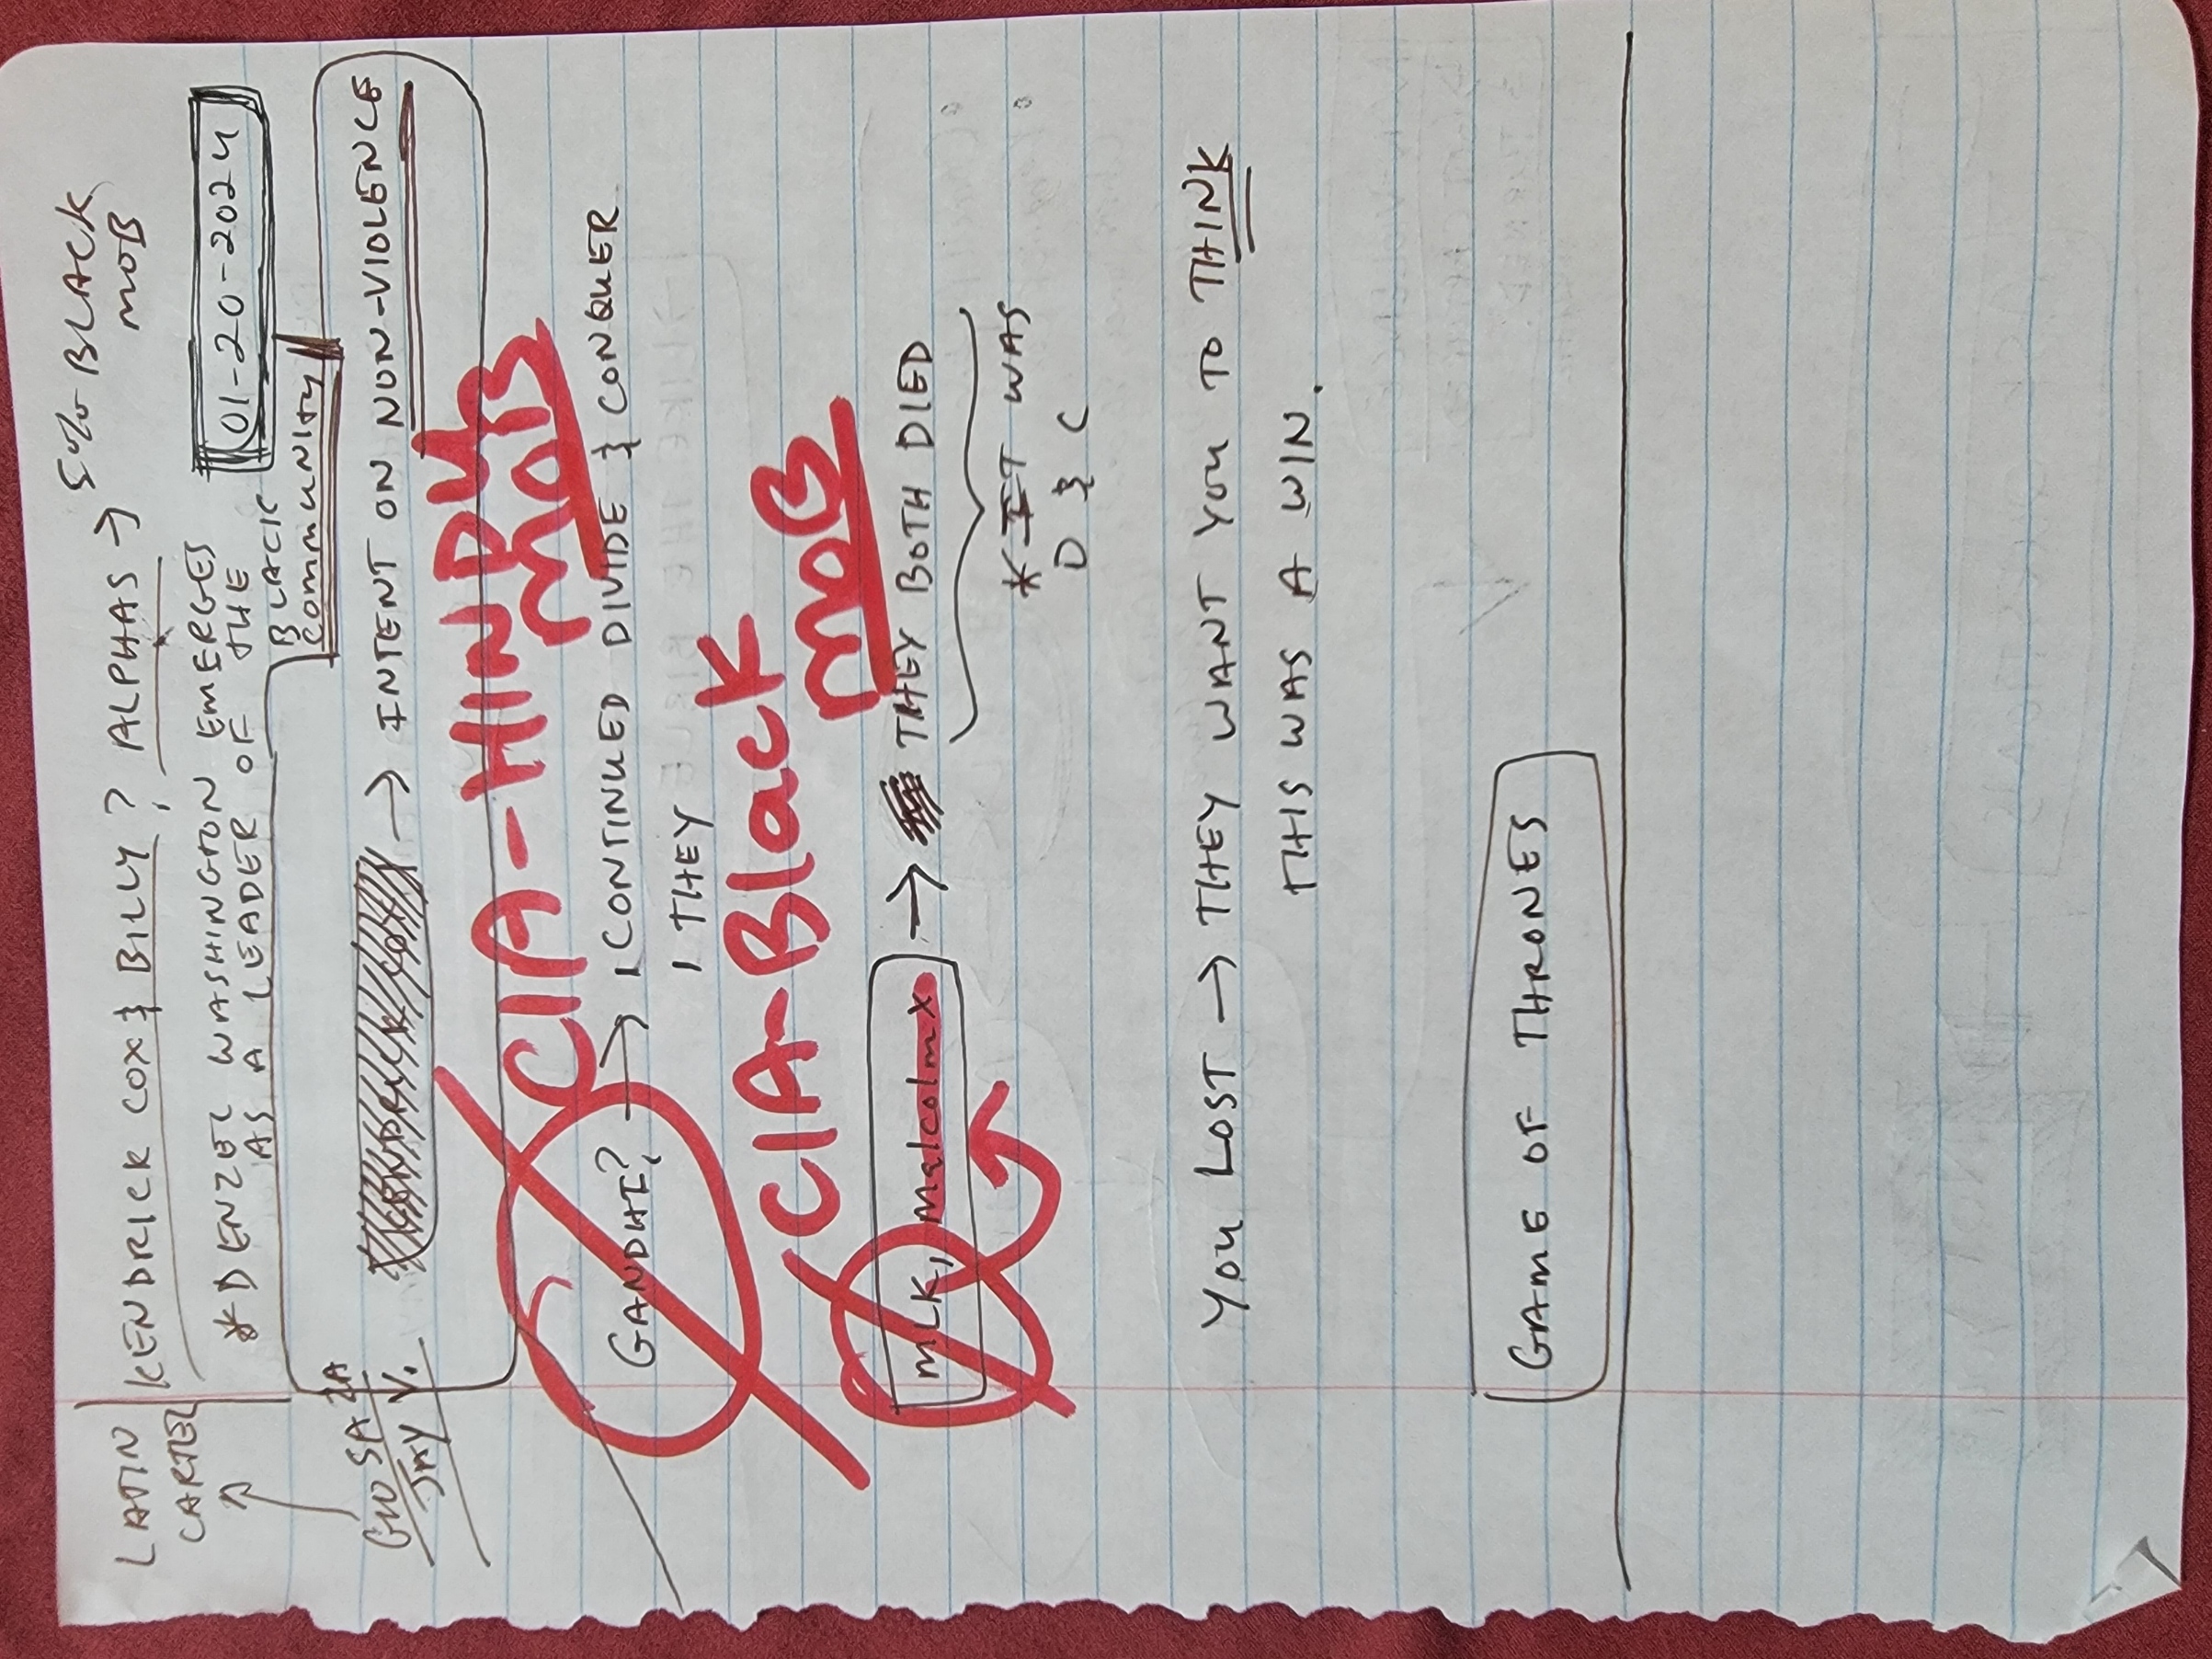 LATIN
CARTEL
KENDRICK COX & BILLY? ALPHAS → 5% BLACK
MOB
* DENZEL WASHINGTON EMERGES
AS A LEADER OF THE
BLACK
COMMUNITY
01-20-2024
GIO SAZA
JAY V.
KENDRICK COX → INTENT ON NON-VIOLENCE
CIA-HINDU
MOB
GANDHI? → CONTINUED DIVIDE & CONQUER
THEY
CIA-Black
MOB
MLK, Malcolm X → THEY BOTH DIED
* IT WAS
D & C
YOU LOST → THEY WANT YOU TO THINK
THIS WAS A WIN.
GAME OF THRONES